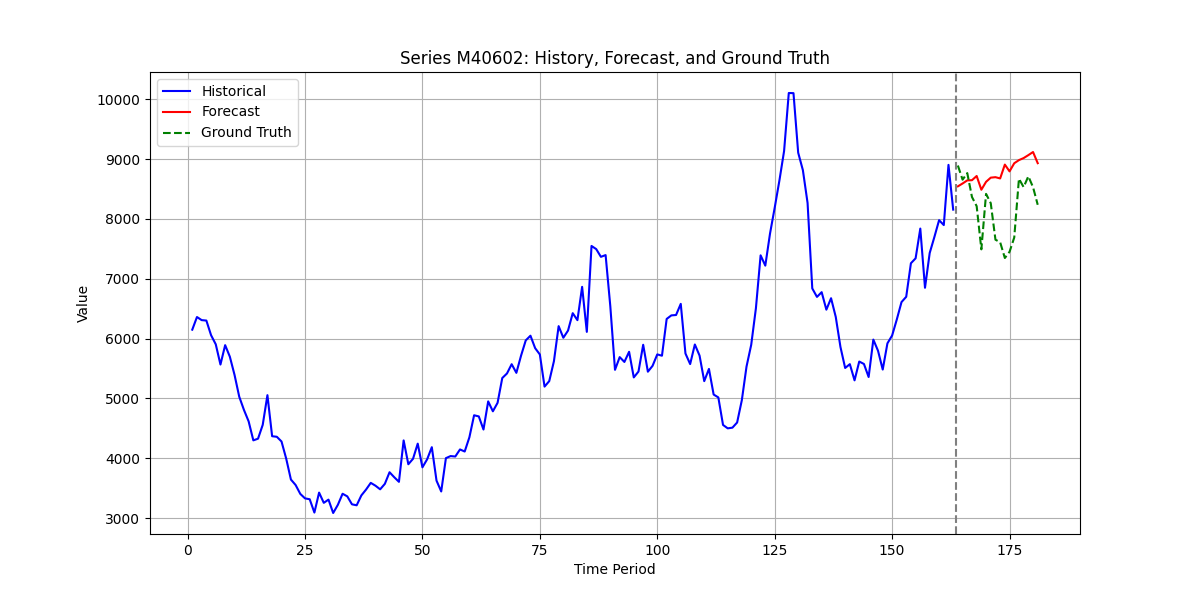 Series M40602: History, Forecast, and Ground Truth
Historical
Forecast
Ground Truth
10000
9000
8000
7000
6000
5000
4000
3000
Value
0 25 50 75 100 125 150 175
Time Period